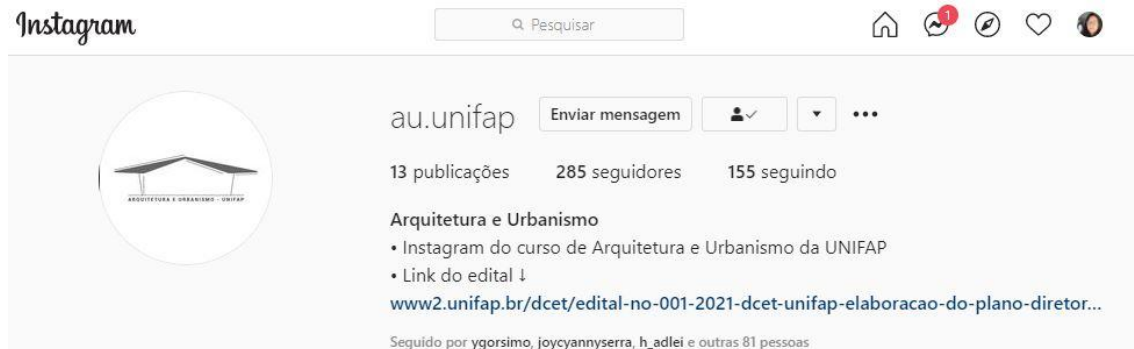 Instagram
Pesquisar
1
au.unifap Enviar mensagem
13 publicações 285 seguidores 155 seguindo
ARQUITETURA E URBANISMO - UNIFAP
Arquitetura e Urbanismo
• Instagram do curso de Arquitetura e Urbanismo da UNIFAP
• Link do edital ↓
www2.unifap.br/dcet/edital-no-001-2021-dcet-unifap-elaboracao-do-plano-diretor...
Seguido por ygorsimo, joycyannyserra, h_adlei e outras 81 pessoas